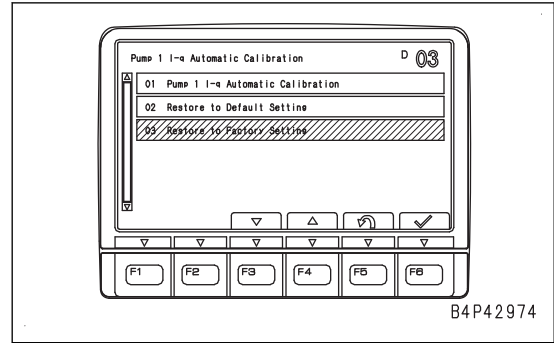 Pump 1 I-q Automatic Calibration D 03
01 Pump 1 I-q Automatic Calibration
02 Restore to Default Setting
03 Restore to Factory Setting
F1 F2 F3 F4 F5 F6
B4P42974